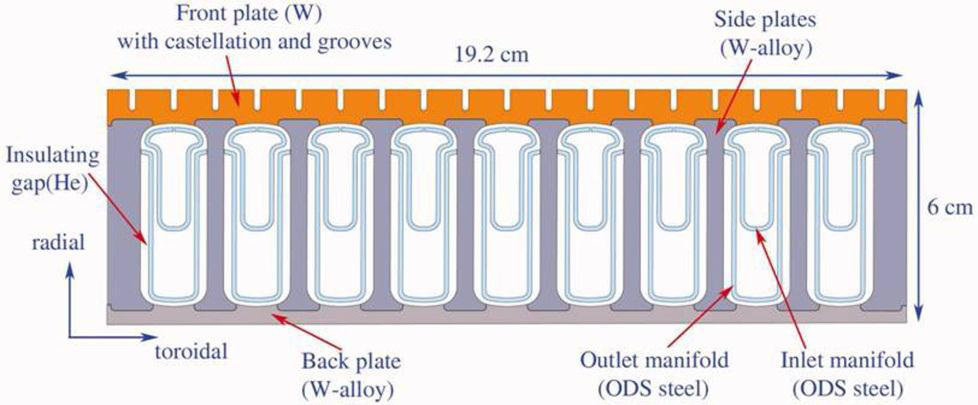 Front plate (W)
with castellation and grooves
Side plates
(W-alloy)
19.2 cm
Insulating
gap(He)
6 cm
radial
toroidal
Back plate
(W-alloy)
Outlet manifold
(ODS steel)
Inlet manifold
(ODS steel)